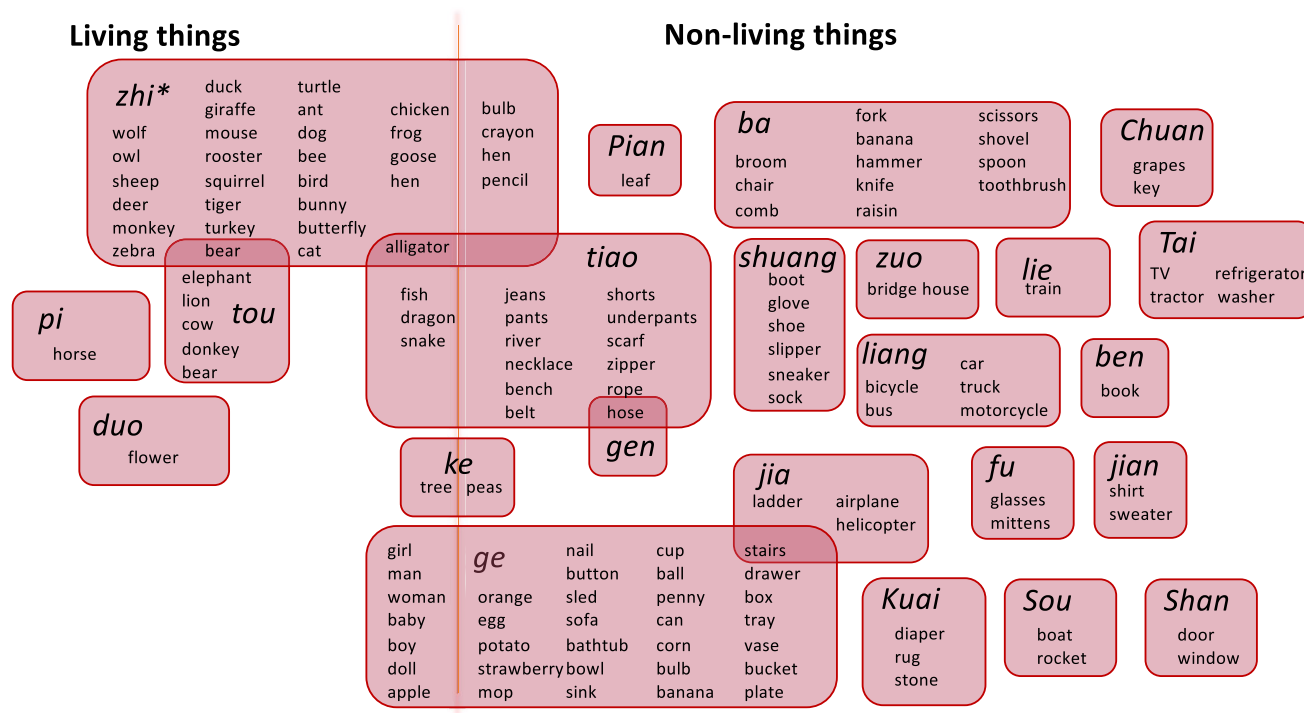 Living things
Non-living things
zhi*
wolf
owl
sheep
deer
monkey
zebra
duck
giraffe
mouse
rooster
squirrel
tiger
turkey
bear
turtle
ant
dog
bee
bird
bunny
butterfly
cat
chicken
frog
goose
hen
alligator
bulb
crayon
hen
pencil
Pian
leaf
ba
broom
chair
comb
fork
banana
hammer
knife
raisin
scissors
shovel
spoon
toothbrush
Chuan
grapes
key
elephant
lion
cow
donkey
bear
tou
pi
horse
duo
flower
tiao
fish
dragon
snake
jeans
pants
river
necklace
bench
belt
shorts
underpants
scarf
zipper
rope
hose
gen
shuang
boot
glove
shoe
slipper
sneaker
sock
zuo
bridge house
lie
train
Tai
TV
tractor
refrigerator
washer
liang
bicycle
bus
car
truck
motorcycle
ben
book
ke
tree peas
jia
ladder
airplane
helicopter
stairs
fu
glasses
mittens
jian
shirt
sweater
ge
girl
man
woman
baby
boy
doll
apple
orange
egg
potato
strawberry
mop
nail
button
sled
sofa
bathtub
bowl
sink
cup
ball
penny
can
corn
bulb
banana
drawer
box
tray
vase
bucket
plate
Kuai
diaper
rug
stone
Sou
boat
rocket
Shan
door
window